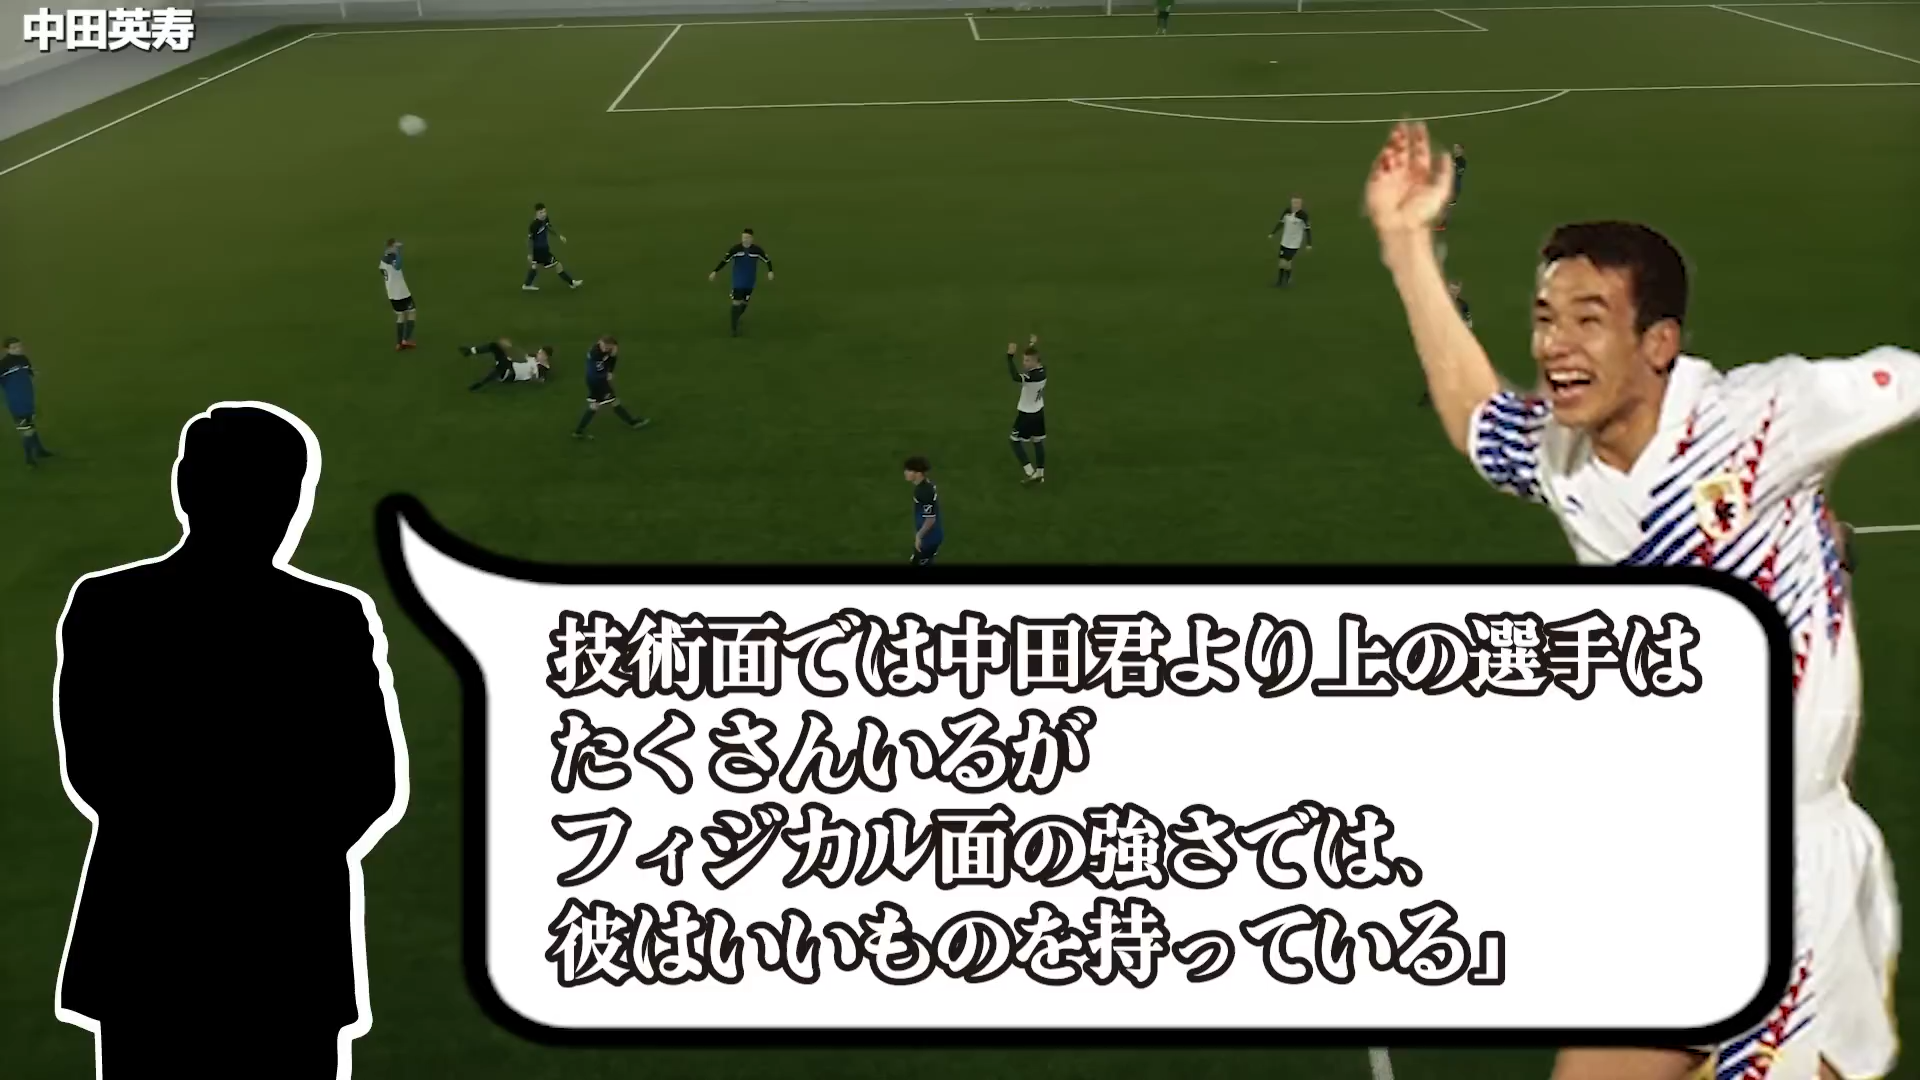 中田英寿
技術面では中田君より上の選手は
たくさんいるが
フィジカル面の強さでは、
彼はいいものを持っている」